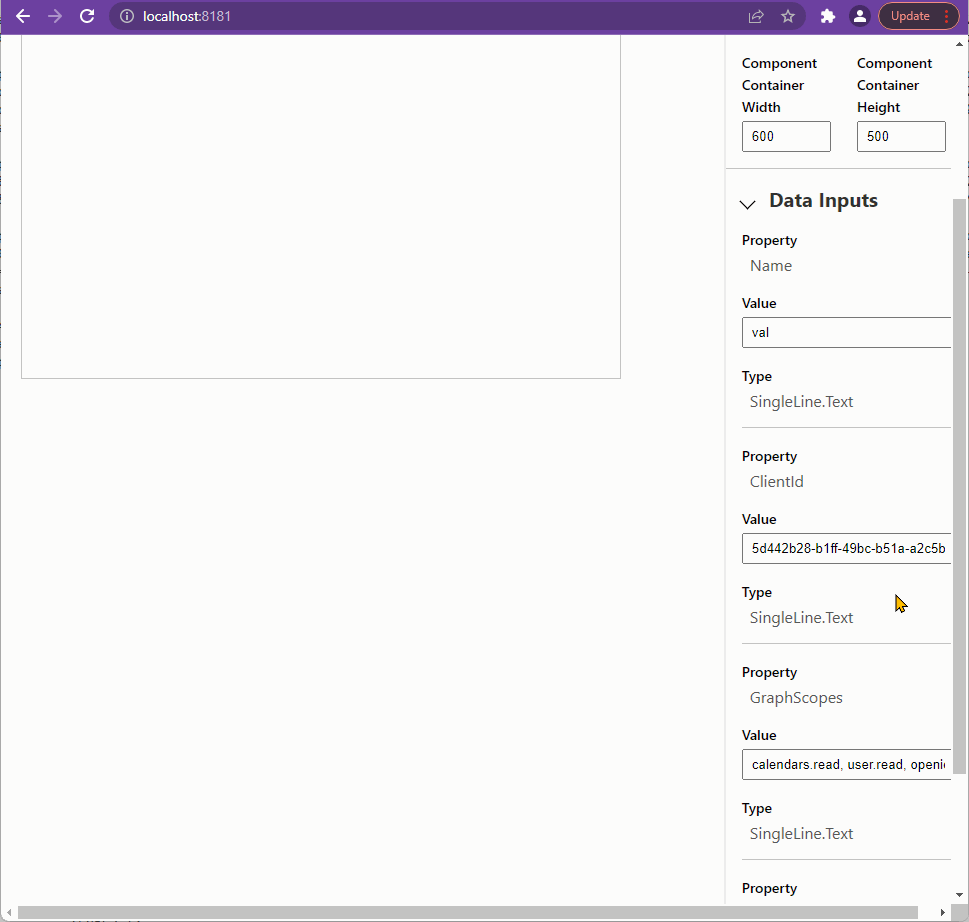 localhost:8181
Update
Component Container Width
Component Container Height
600
500
Data Inputs
Property
Name
Value
val
Type
SingleLine.Text
Property
ClientId
Value
5d442b28-b1ff-49bc-b51a-a2c5b
Type
SingleLine.Text
Property
GraphScopes
Value
calendars.read, user.read,
Type
SingleLine.Text
Property